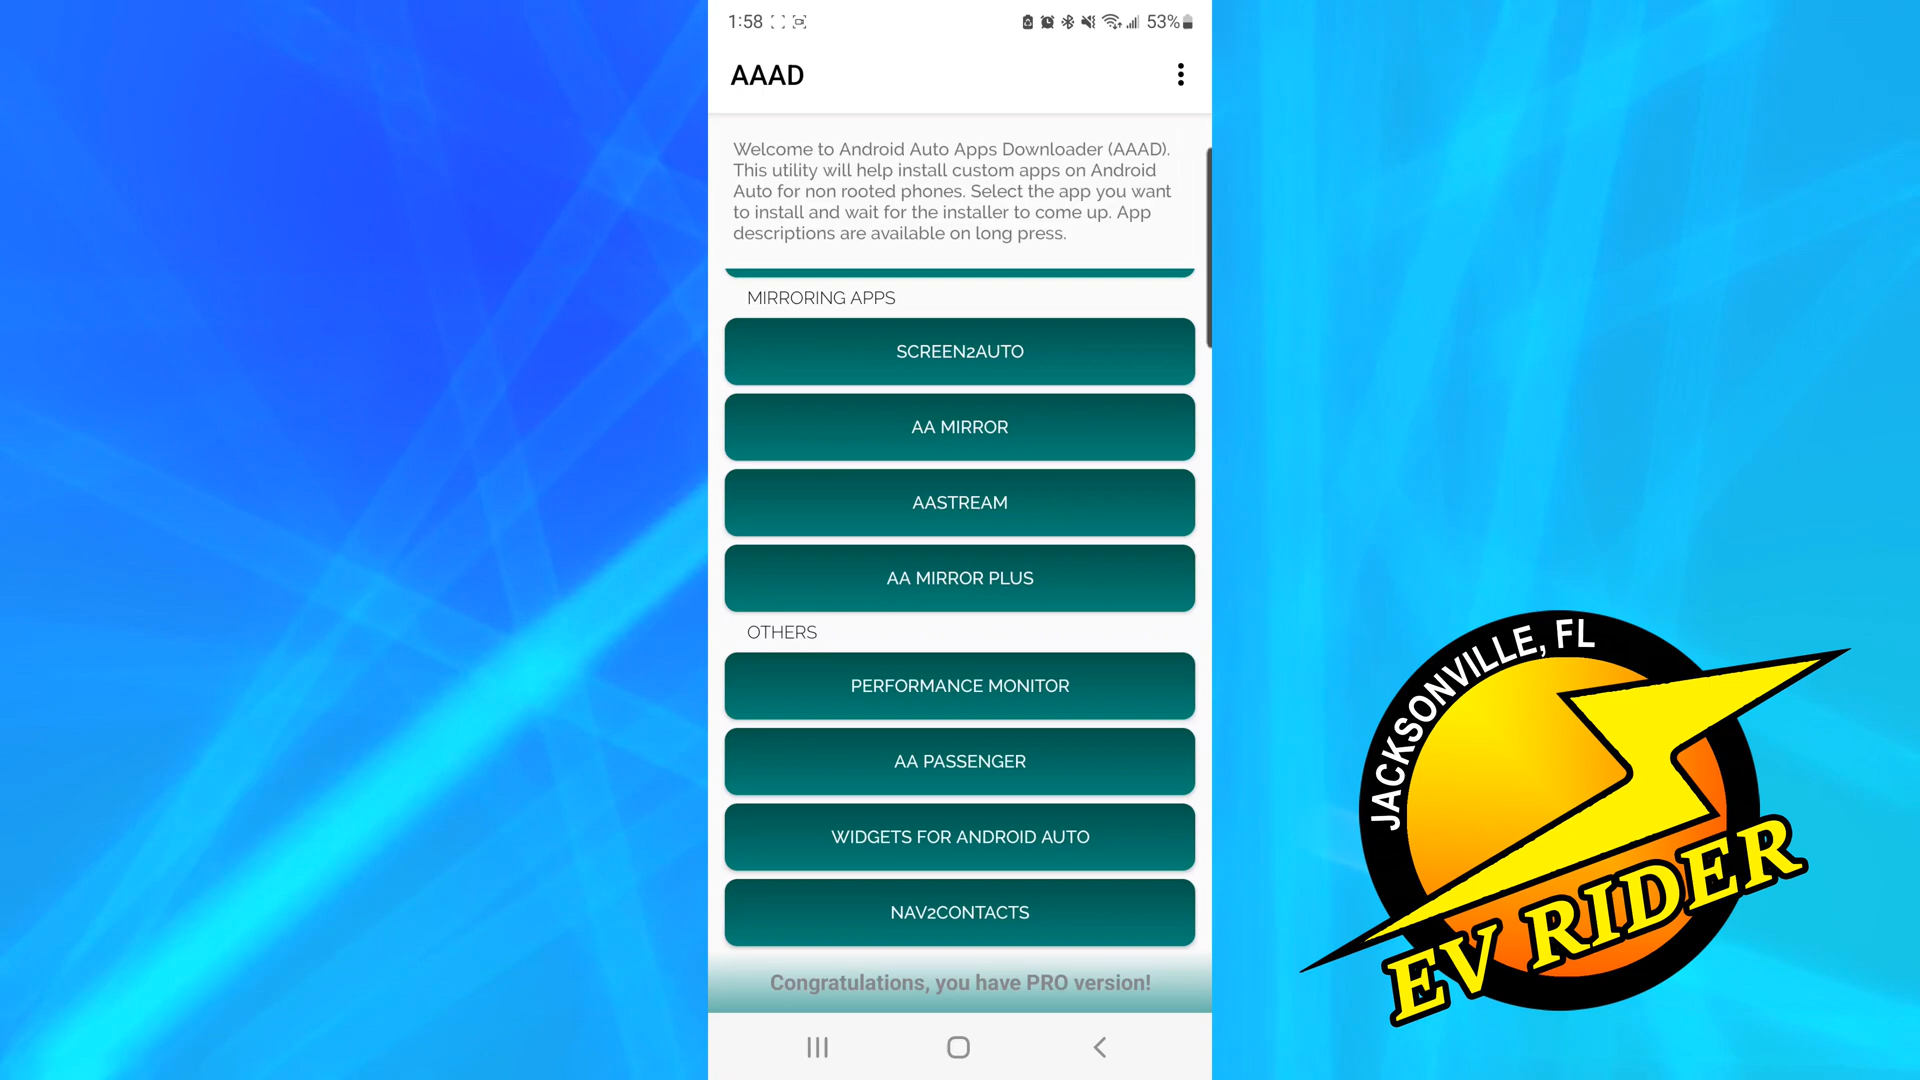 1:58
53%
AAAD
Welcome to Android Auto Apps Downloader (AAAD).
This utility will help install custom apps on Android
Auto for non rooted phones. Select the app you want
to install and wait for the installer to come up. App
descriptions are available on long press.
MIRRORING APPS
SCREEN2AUTO
AA MIRROR
AASTREAM
AA MIRROR PLUS
OTHERS
PERFORMANCE MONITOR
AA PASSENGER
WIDGETS FOR ANDROID AUTO
NAV2CONTACTS
Congratulations, you have PRO version!
JACKSONVILLE, FL
EV RIDER